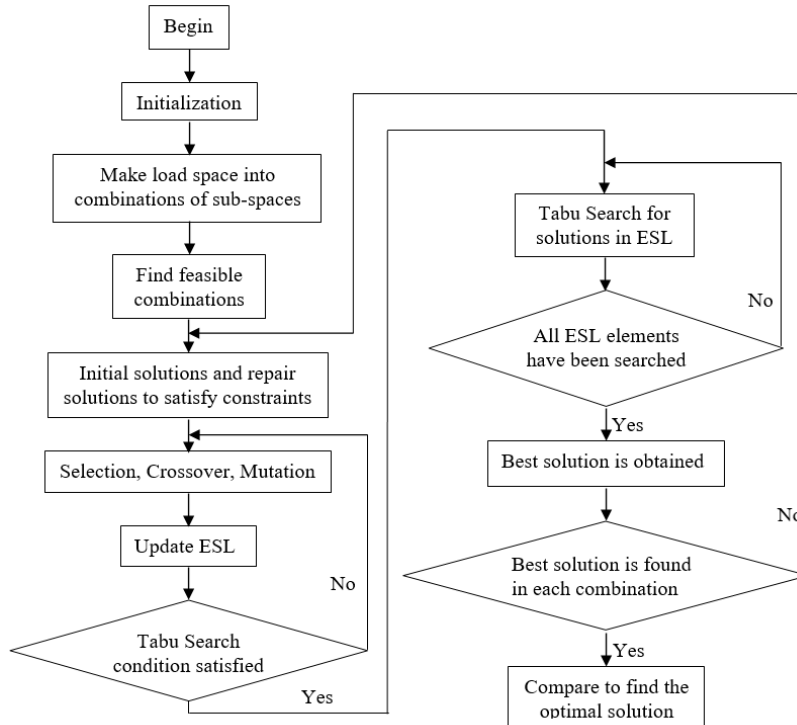 Begin
Initialization
Make load space into
combinations of sub-spaces
Find feasible
combinations
Initial solutions and repair
solutions to satisfy constraints
Selection, Crossover, Mutation
Update ESL
No
Tabu Search
condition satisfied
Yes
Tabu Search for
solutions in ESL
No
All ESL elements
have been searched
Yes
Best solution is obtained
No
Best solution is found
in each combination
Yes
Compare to find the
optimal solution